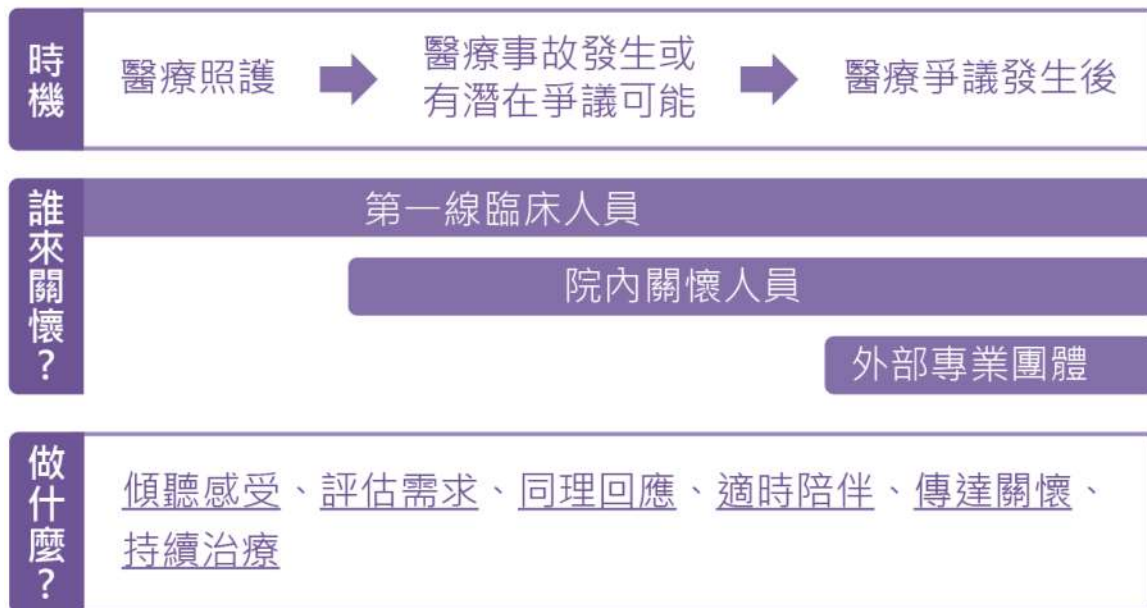 時機
醫療照護
醫療事故發生或
有潛在爭議可能
醫療爭議發生後
誰來關懷？
第一線臨床人員
院內關懷人員
外部專業團體
做什麼？
傾聽感受、評估需求、同理回應、適時陪伴、傳達關懷、
持續治療